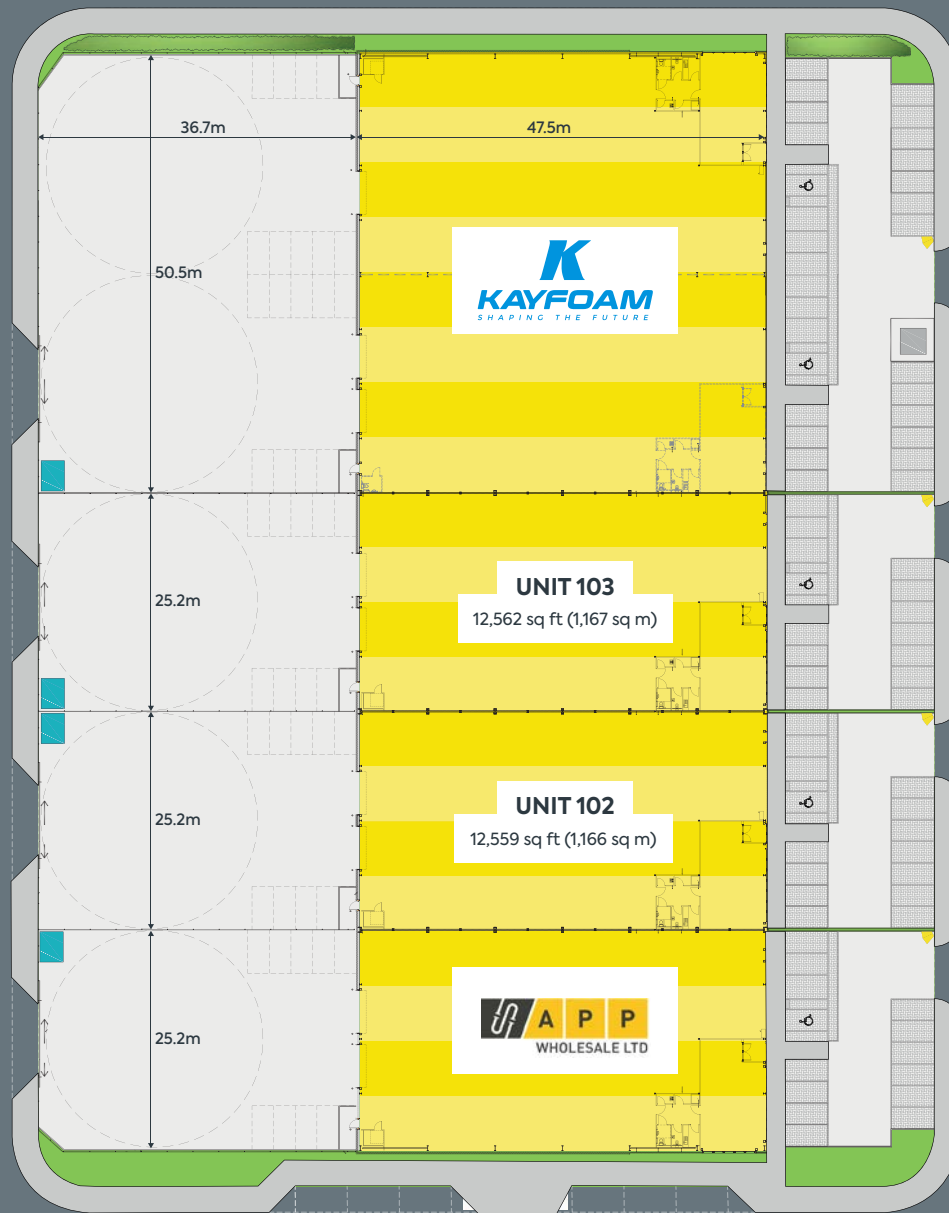 36.7m
47.5m
50.5m
KAYFOAM
SHAPING THE FUTURE
25.2m
UNIT 103
12,562 sq ft (1,167 sq m)
25.2m
UNIT 102
12,559 sq ft (1,166 sq m)
25.2m
APP
WHOLESALE LTD